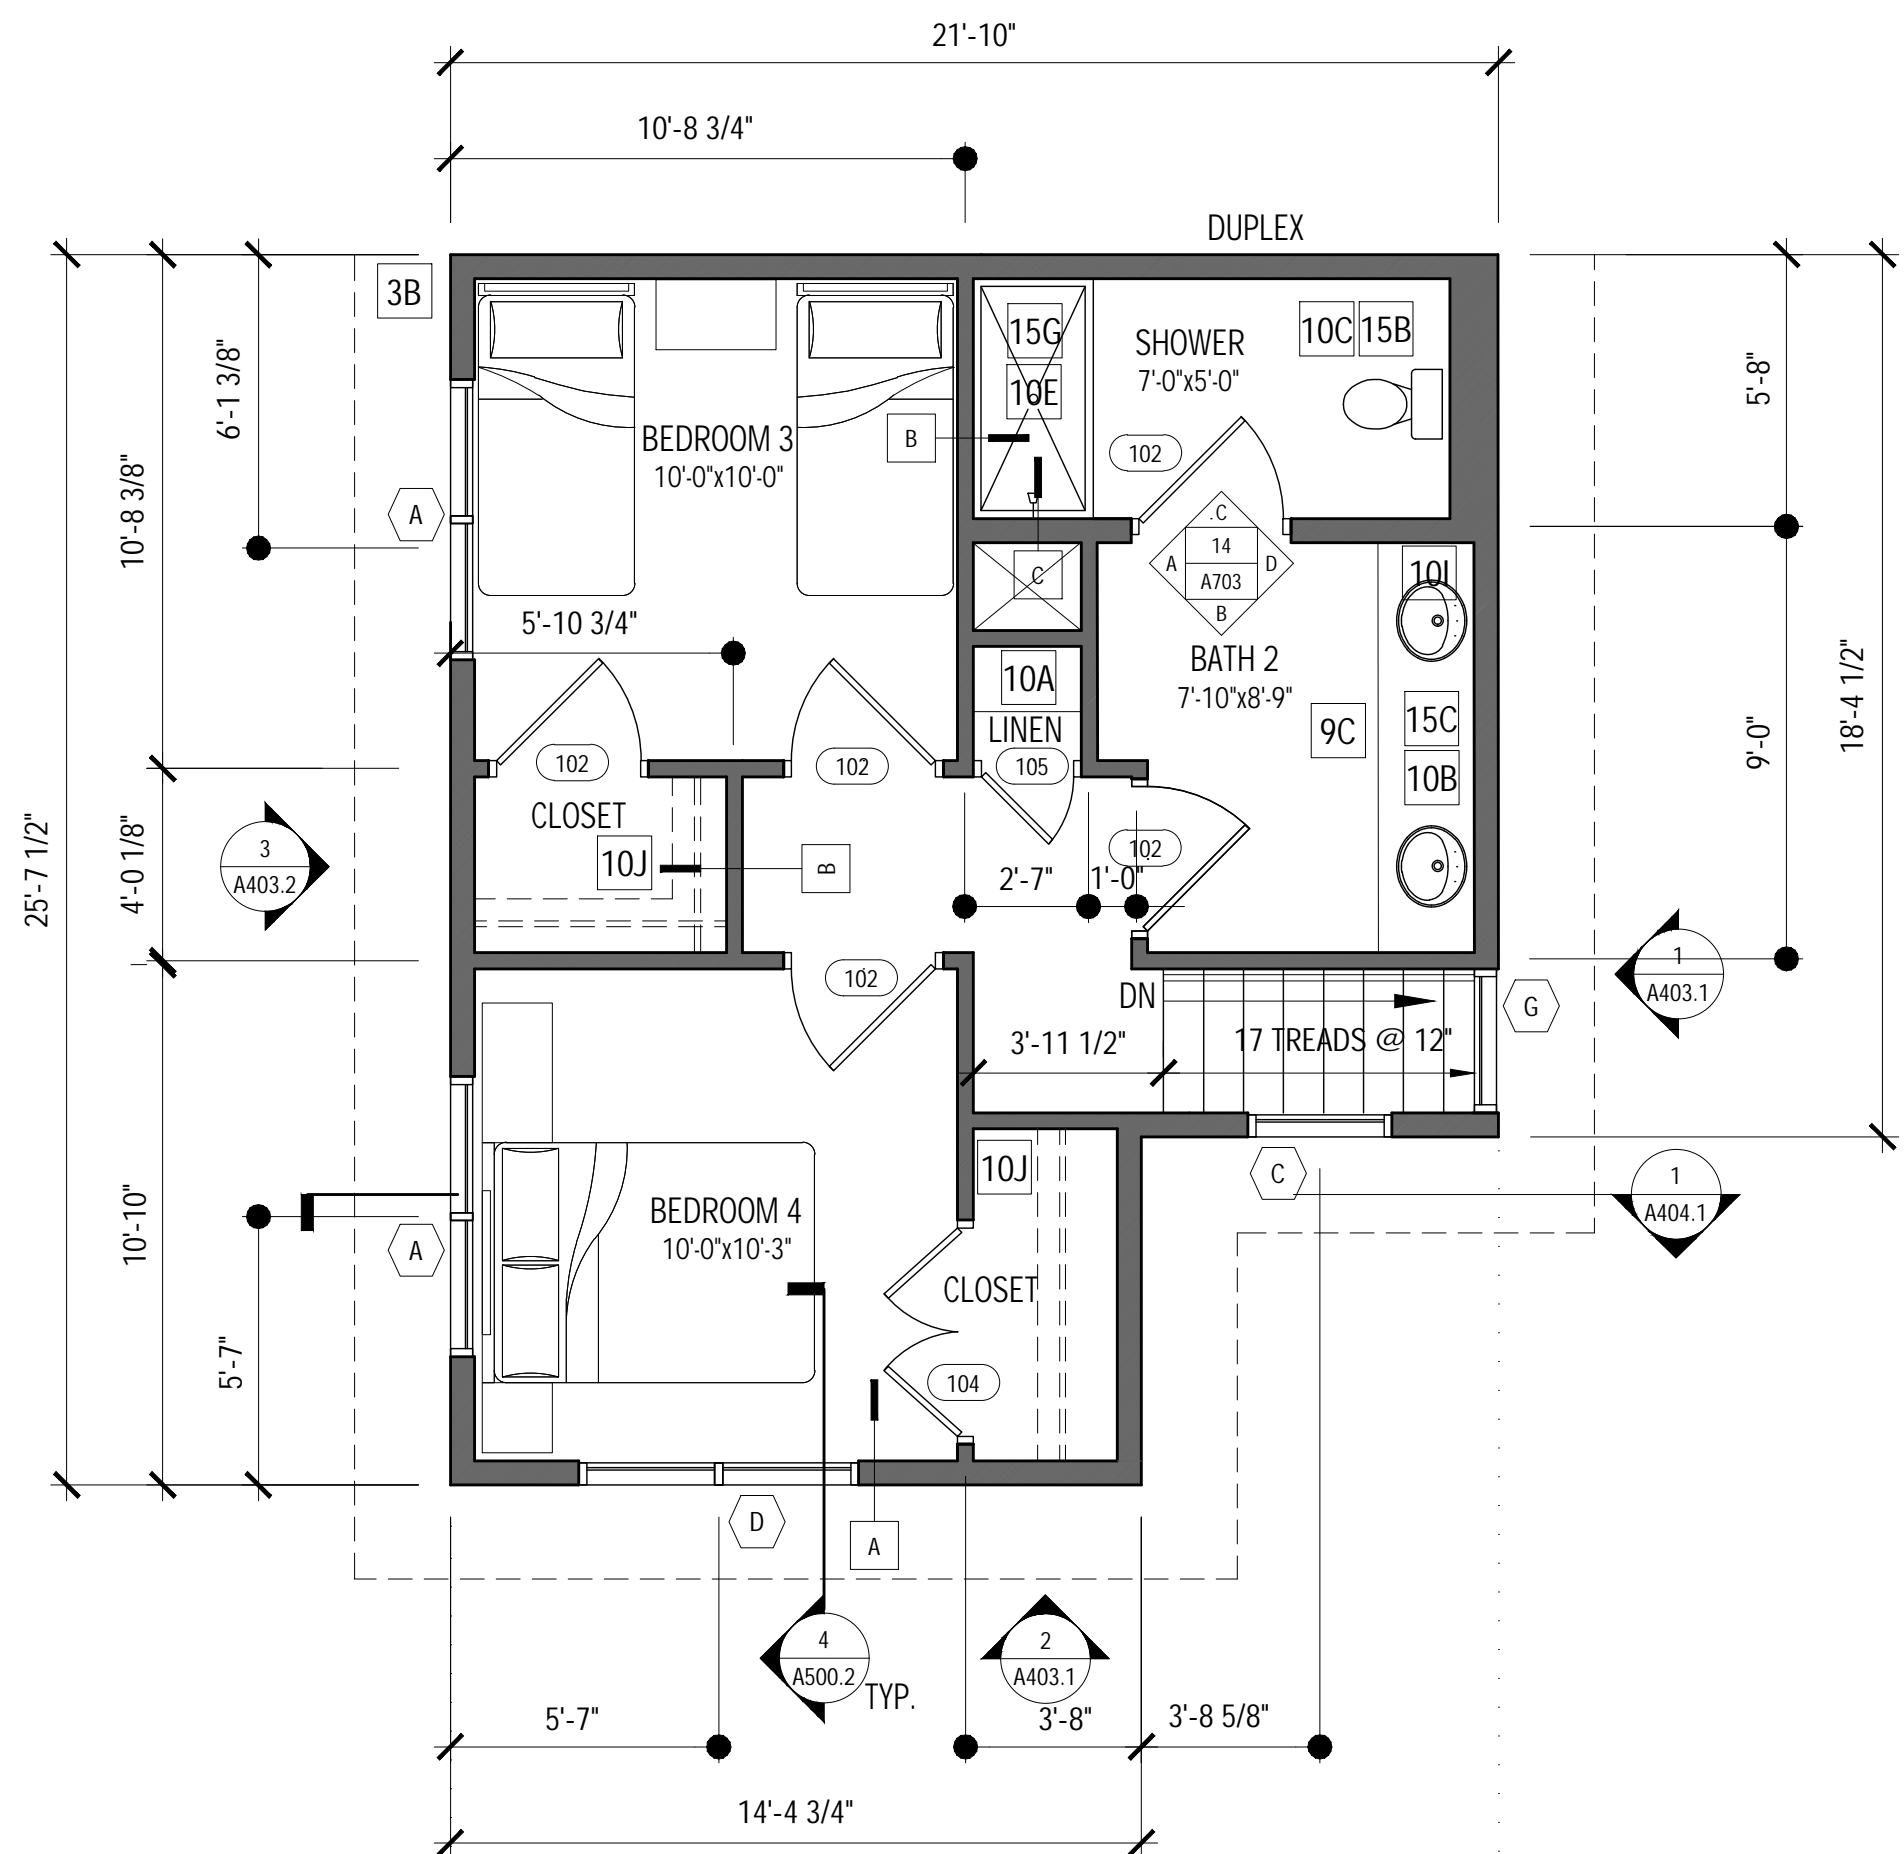 21'-10"
10'-8 3/4"
DUPLEX
3B
6'-1 3/8"
10'-8 3/8"
25'-7 1/2"
4'-0 1/8"
10'-10"
5'-7"
A
3
A403.2
A
BEDROOM 3
10'-0"x10'-0"
B
15G
10E
SHOWER
7'-0"x5'-0"
10C
15B
102
C
.C
14
A
D
A703
B
10I
5'-10 3/4"
10A
LINEN
105
BATH 2
7'-10"x8'-9"
9C
15C
10B
102
102
CLOSET
10J
B
102
2'-7"
1'-0"
5'-8"
9'-0"
18'-4 1/2"
1
A403.1
G
102
DN
3'-11 1/2"
17 TREADS @ 12"
10J
C
1
A404.1
BEDROOM 4
10'-0"x10'-3"
CLOSET
104
D
A
4
A500.2
TYP.
2
A403.1
5'-7"
3'-8"
3'-8 5/8"
14'-4 3/4"